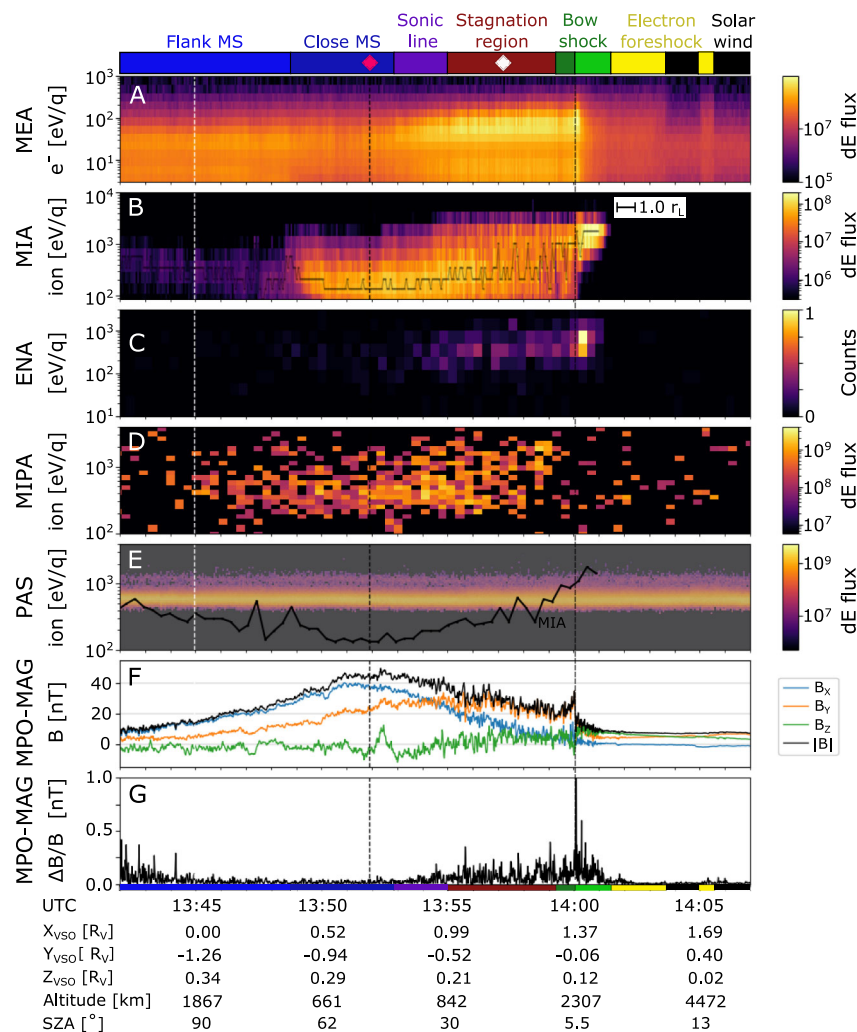 Sonic line
Stagnation region
Bow shock
Electron foreshock
Solar wind
Flank MS
Close MS
A
MEA
e⁻ [eV/q]
10³
10²
10¹
dE flux
10⁷
10⁵
B
MIA
ion [eV/q]
10⁴
10³
10²
1.0 r_L
dE flux
10⁸
10⁷
10⁶
C
ENA
[eV/q]
10³
10²
10¹
Counts
1
0
D
MIPA
ion [eV/q]
10³
10²
dE flux
10⁹
10⁸
10⁷
E
PAS
ion [eV/q]
10³
10²
MIA
dE flux
10⁹
10⁷
F
MPO-MAG
B [nT]
40
20
0
B_X
B_Y
B_Z
|B|
G
MPO-MAG
ΔB/B [nT]
1.0
0.5
0.0
UTC 13:45 13:50 13:55 14:00 14:05
X_VSO [R_V] 0.00 0.52 0.99 1.37 1.69
Y_VSO[ R_V] -1.26 -0.94 -0.52 -0.06 0.40
Z_VSO [R_V] 0.34 0.29 0.21 0.12 0.02
Altitude [km] 1867 661 842 2307 4472
SZA [°] 90 62 30 5.5 13